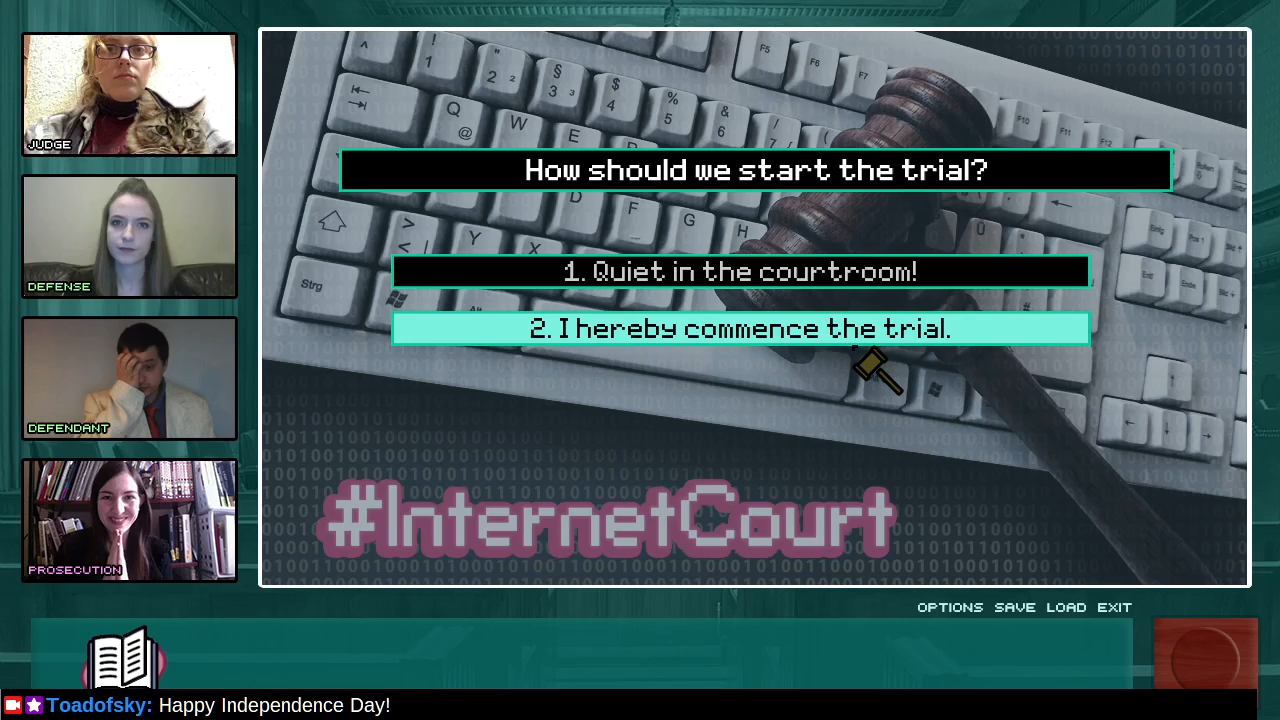 JUDGE
DEFENSE
DEFENDANT
PROSECUTION
How should we start the trial?
1. Quiet in the courtroom!
2. I hereby commence the trial.
#InternetCourt
OPTIONS SAVE LOAD EXIT
Toadofsky: Happy Independence Day!